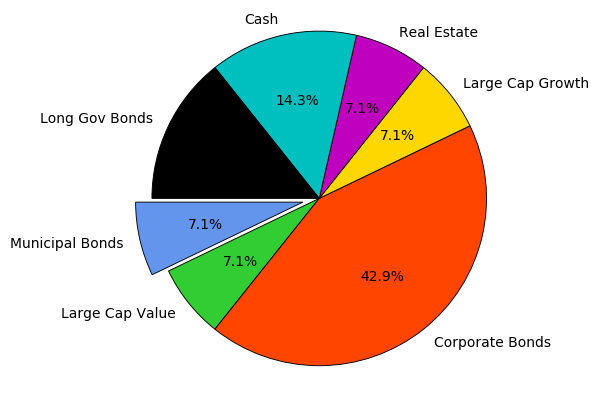 Cash
Real Estate
Large Cap Growth
14.3%
7.1%
Long Gov Bonds
7.1%
7.1%
Municipal Bonds
7.1%
42.9%
Large Cap Value
Corporate Bonds